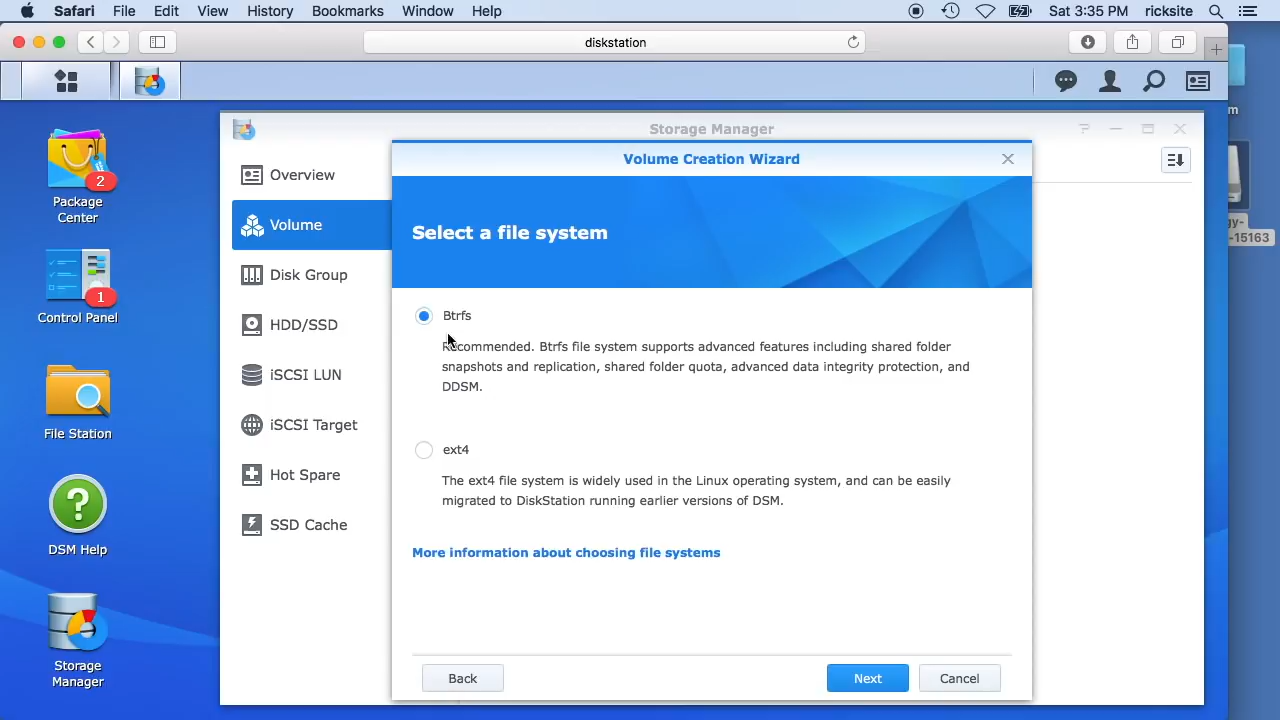 Safari File Edit View History Bookmarks Window Help Sat 3:35 PM ricksite
diskstation
Storage Manager
Volume Creation Wizard
Select a file system
Btrfs
Recommended. Btrfs file system supports advanced features including shared folder
snapshots and replication, shared folder quota, advanced data integrity protection, and
DDSM.
ext4
The ext4 file system is widely used in the Linux operating system, and can be easily
migrated to DiskStation running earlier versions of DSM.
More information about choosing file systems
Back Next Cancel
Overview
Volume
Disk Group
HDD/SSD
iSCSI LUN
iSCSI Target
Hot Spare
SSD Cache
2
Package
Center
1
Control Panel
File Station
DSM Help
Storage
Manager
-15163